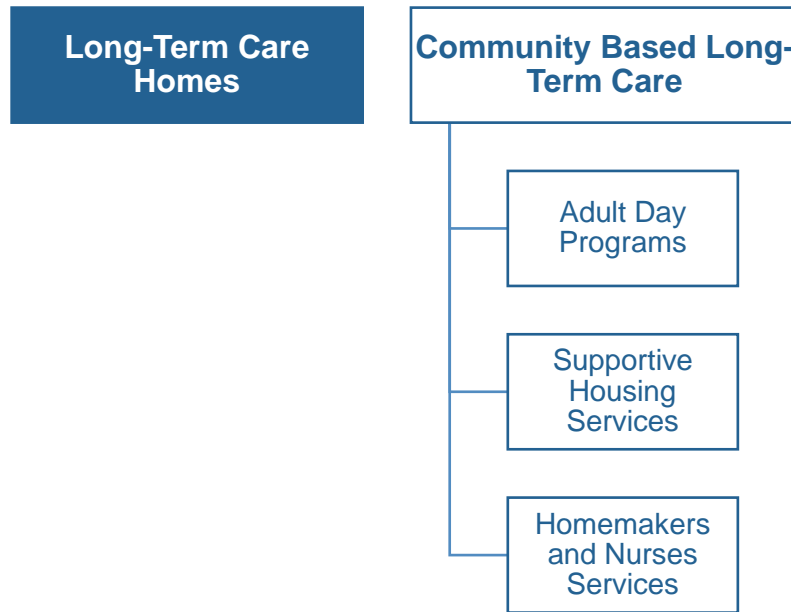 Long-Term Care
Homes
Community Based Long-
Term Care
Adult Day
Programs
Supportive
Housing
Services
Homemakers
and Nurses
Services